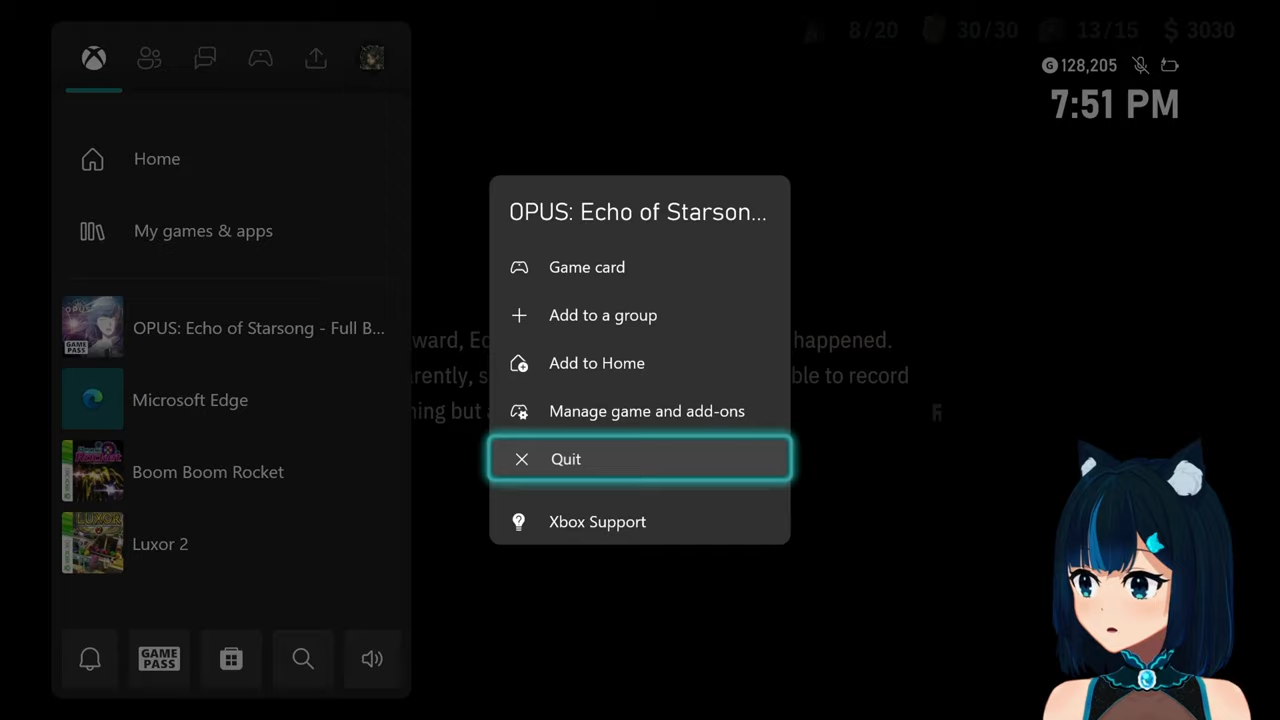 8/20 30/30 13/15 $ 3030
G 128,205
7:51 PM
Home
My games & apps
OPUS: Echo of Starsong - Full B...
GAME PASS
Microsoft Edge
Boom Boom Rocket
LUXOR
Luxor 2
GAME
PASS
OPUS: Echo of Starson...
Game card
Add to a group
Add to Home
Manage game and add-ons
Quit
Xbox Support
happened.
to record